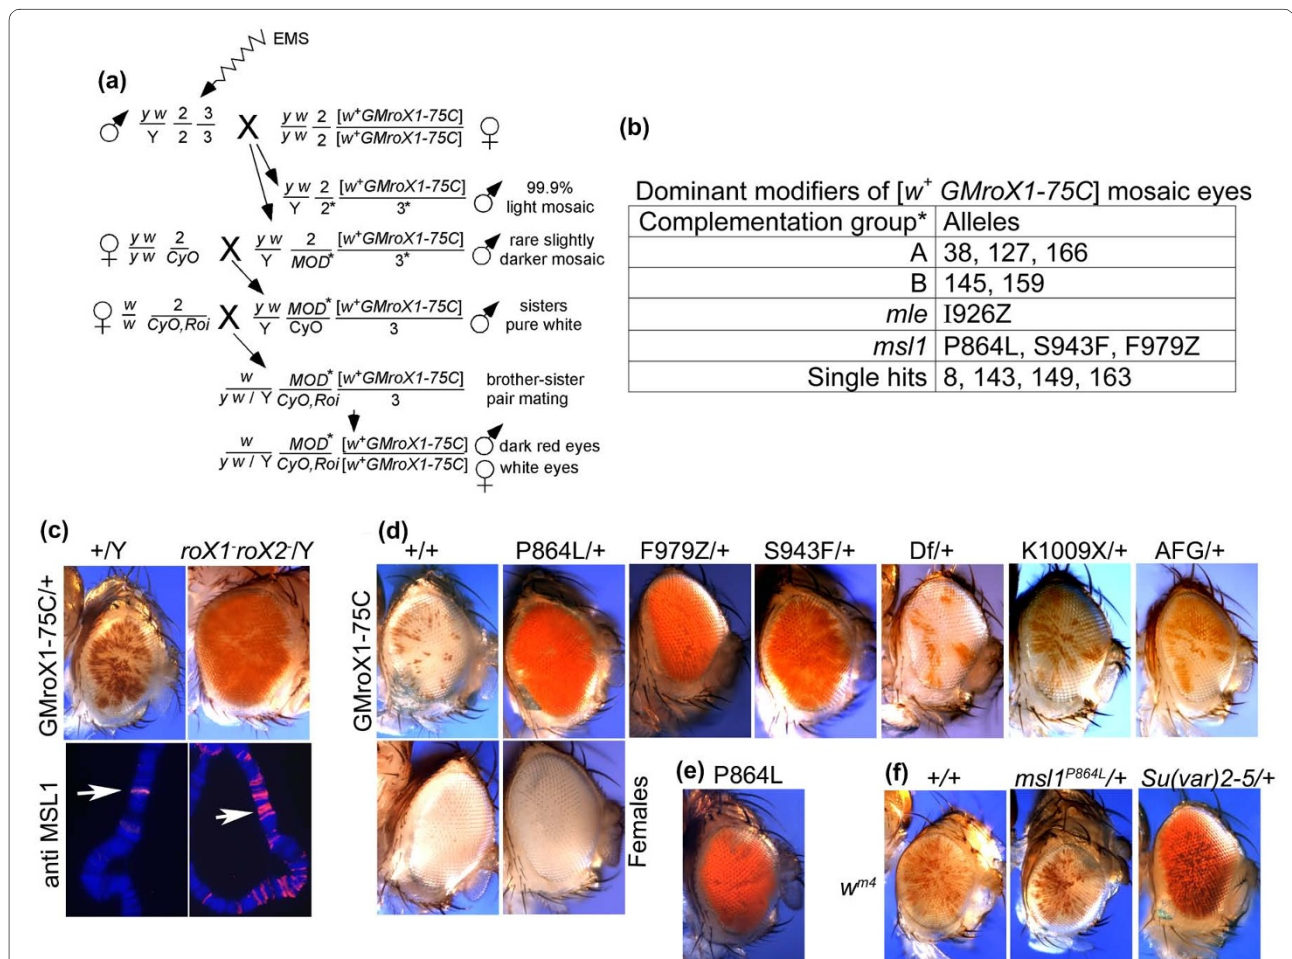 (a)
EMS
y w 2 3
Y 2 3
X
y w 2 [w⁺GMroX1-75C]
y w 2 [w⁺GMroX1-75C]
y w 2 [w⁺GMroX1-75C]
Y 2* 3*
99.9%
light mosaic
y w 2
y w CyO
X
y w 2 [w⁺GMroX1-75C]
Y MOD* 3*
rare slightly
darker mosaic
w 2
w CyO,Roi
X
y w MOD* [w⁺GMroX1-75C]
Y CyO 3
sisters
pure white
w MOD* [w⁺GMroX1-75C]
y w / Y CyO,Roi 3
brother-sister
pair mating
w MOD* [w⁺GMroX1-75C]
y w / Y CyO,Roi [w⁺GMroX1-75C]
dark red eyes
white eyes
(b)
Dominant modifiers of [w⁺ GMroX1-75C] mosaic eyes
Complementation group* Alleles
A 38, 127, 166
B 145, 159
mle I926Z
msl1 P864L, S943F, F979Z
Single hits 8, 143, 149, 163
(c)
+/Y roX1⁻roX2⁻/Y
GMroX1-75C/+
anti MSL1
(d)
+/+ P864L/+ F979Z/+ S943F/+ Df/+ K1009X/+ AFG/+
GMroX1-75C
Females
(e)
P864L
(f)
+/+ msl1ᴾ⁸⁶⁴ᴸ/+ Su(var)2-5/+
wᵐ⁴